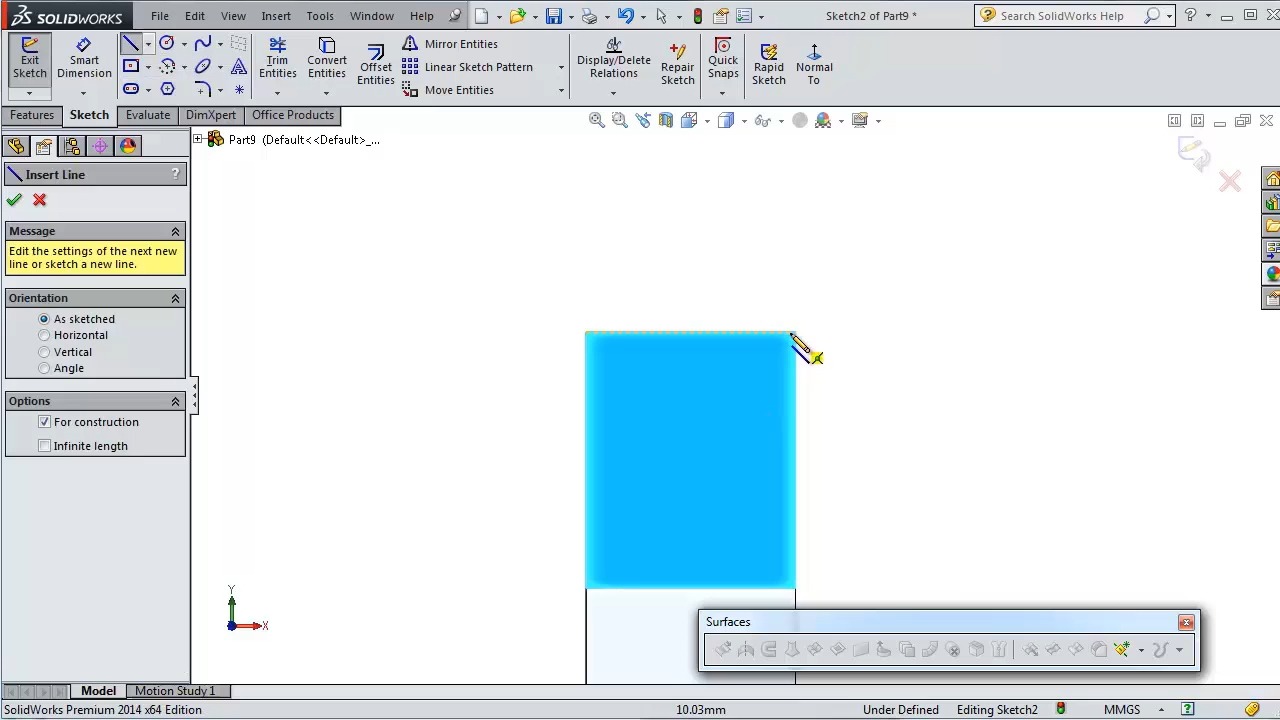 SOLIDWORKS File Edit View Insert Tools Window Help Sketch2 of Part9 * Search SolidWorks Help
Exit Sketch
Smart Dimension
Trim Entities
Convert Entities
Offset Entities
Mirror Entities
Linear Sketch Pattern
Move Entities
Display/Delete Relations
Repair Sketch
Quick Snaps
Rapid Sketch
Normal To
Features Sketch Evaluate DimXpert Office Products
Part9 (Default<<Default>_...
Insert Line ?
Message
Edit the settings of the next new
line or sketch a new line.
Orientation
As sketched
Horizontal
Vertical
Angle
Options
For construction
Infinite length
Y
X
Surfaces
Model Motion Study 1
SolidWorks Premium 2014 x64 Edition 10.03mm Under Defined Editing Sketch2 MMGS